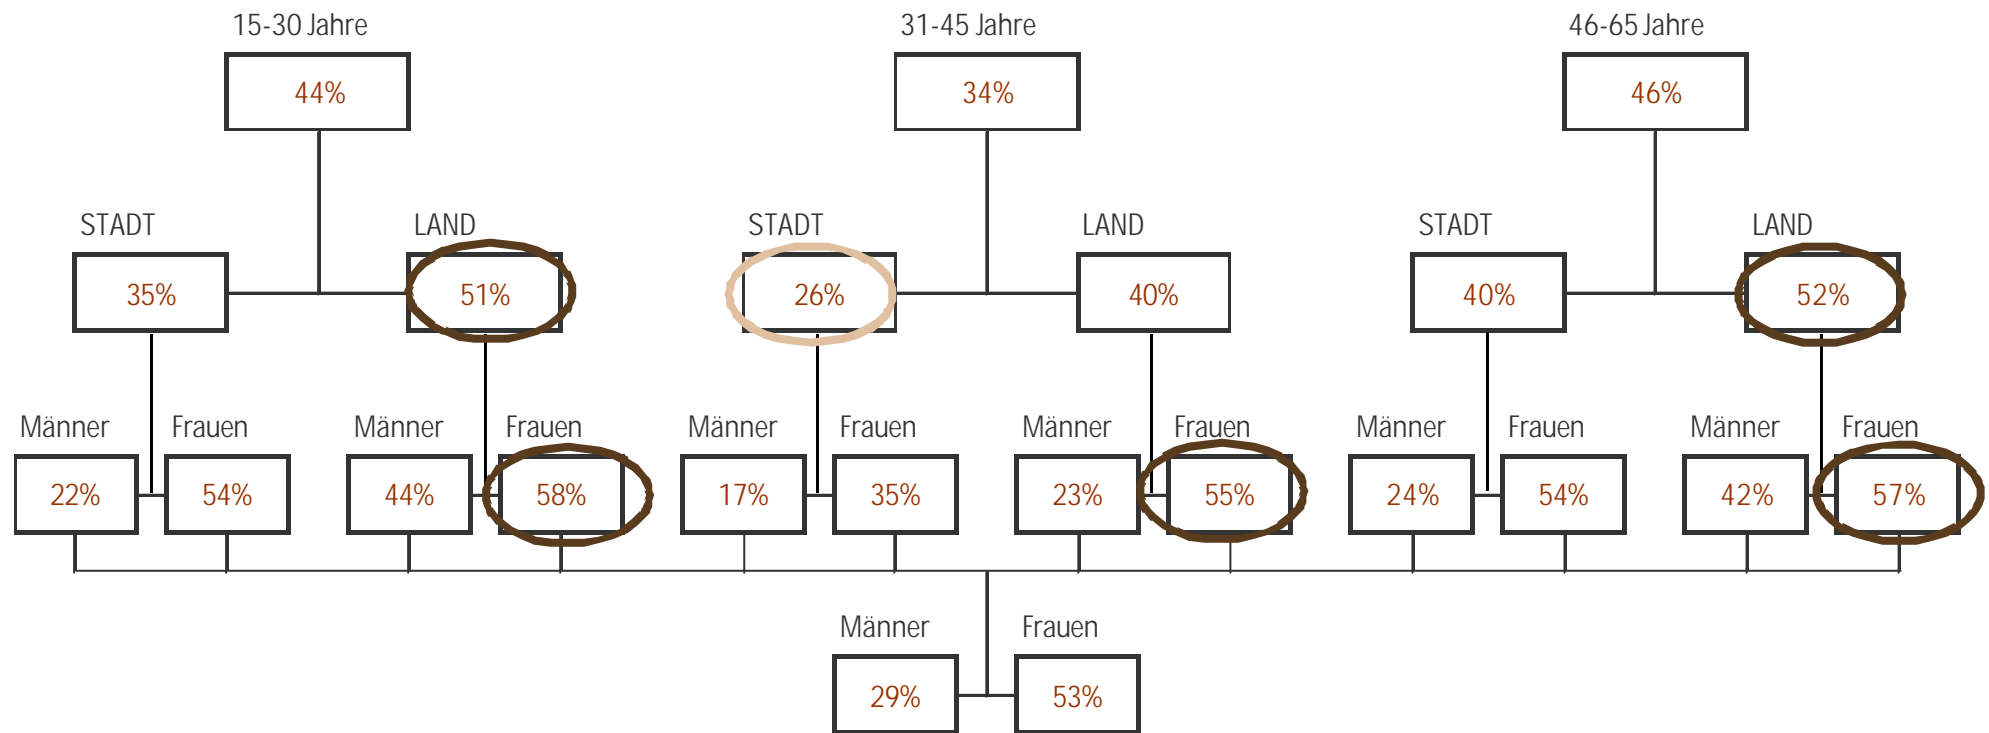 15-30 Jahre 31-45 Jahre 46-65 Jahre
44% 34% 46%
STADT LAND STADT LAND STADT LAND
35% 51% 26% 40% 40% 52%
Männer Frauen Männer Frauen Männer Frauen Männer Frauen Männer Frauen Männer Frauen
22% 54% 44% 58% 17% 35% 23% 55% 24% 54% 42% 57%
Männer Frauen
29% 53%